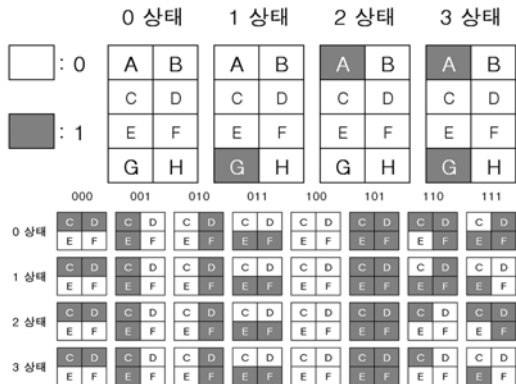 0 상태 1 상태 2 상태 3 상태
: 0 A B A B A B A B
C D C D C D C D
: 1 E F E F E F E F
G H G H G H G H
000 001 010 011 100 101 110 111
0 상태 C D C D C D C D C D C D C D C D
E F E F E F E F E F E F E F E F
1 상태 C D C D C D C D C D C D C D C D
E F E F E F E F E F E F E F E F
2 상태 C D C D C D C D C D C D C D C D
E F E F E F E F E F E F E F E F
3 상태 C D C D C D C D C D C D C D C D
E F E F E F E F E F E F E F E F